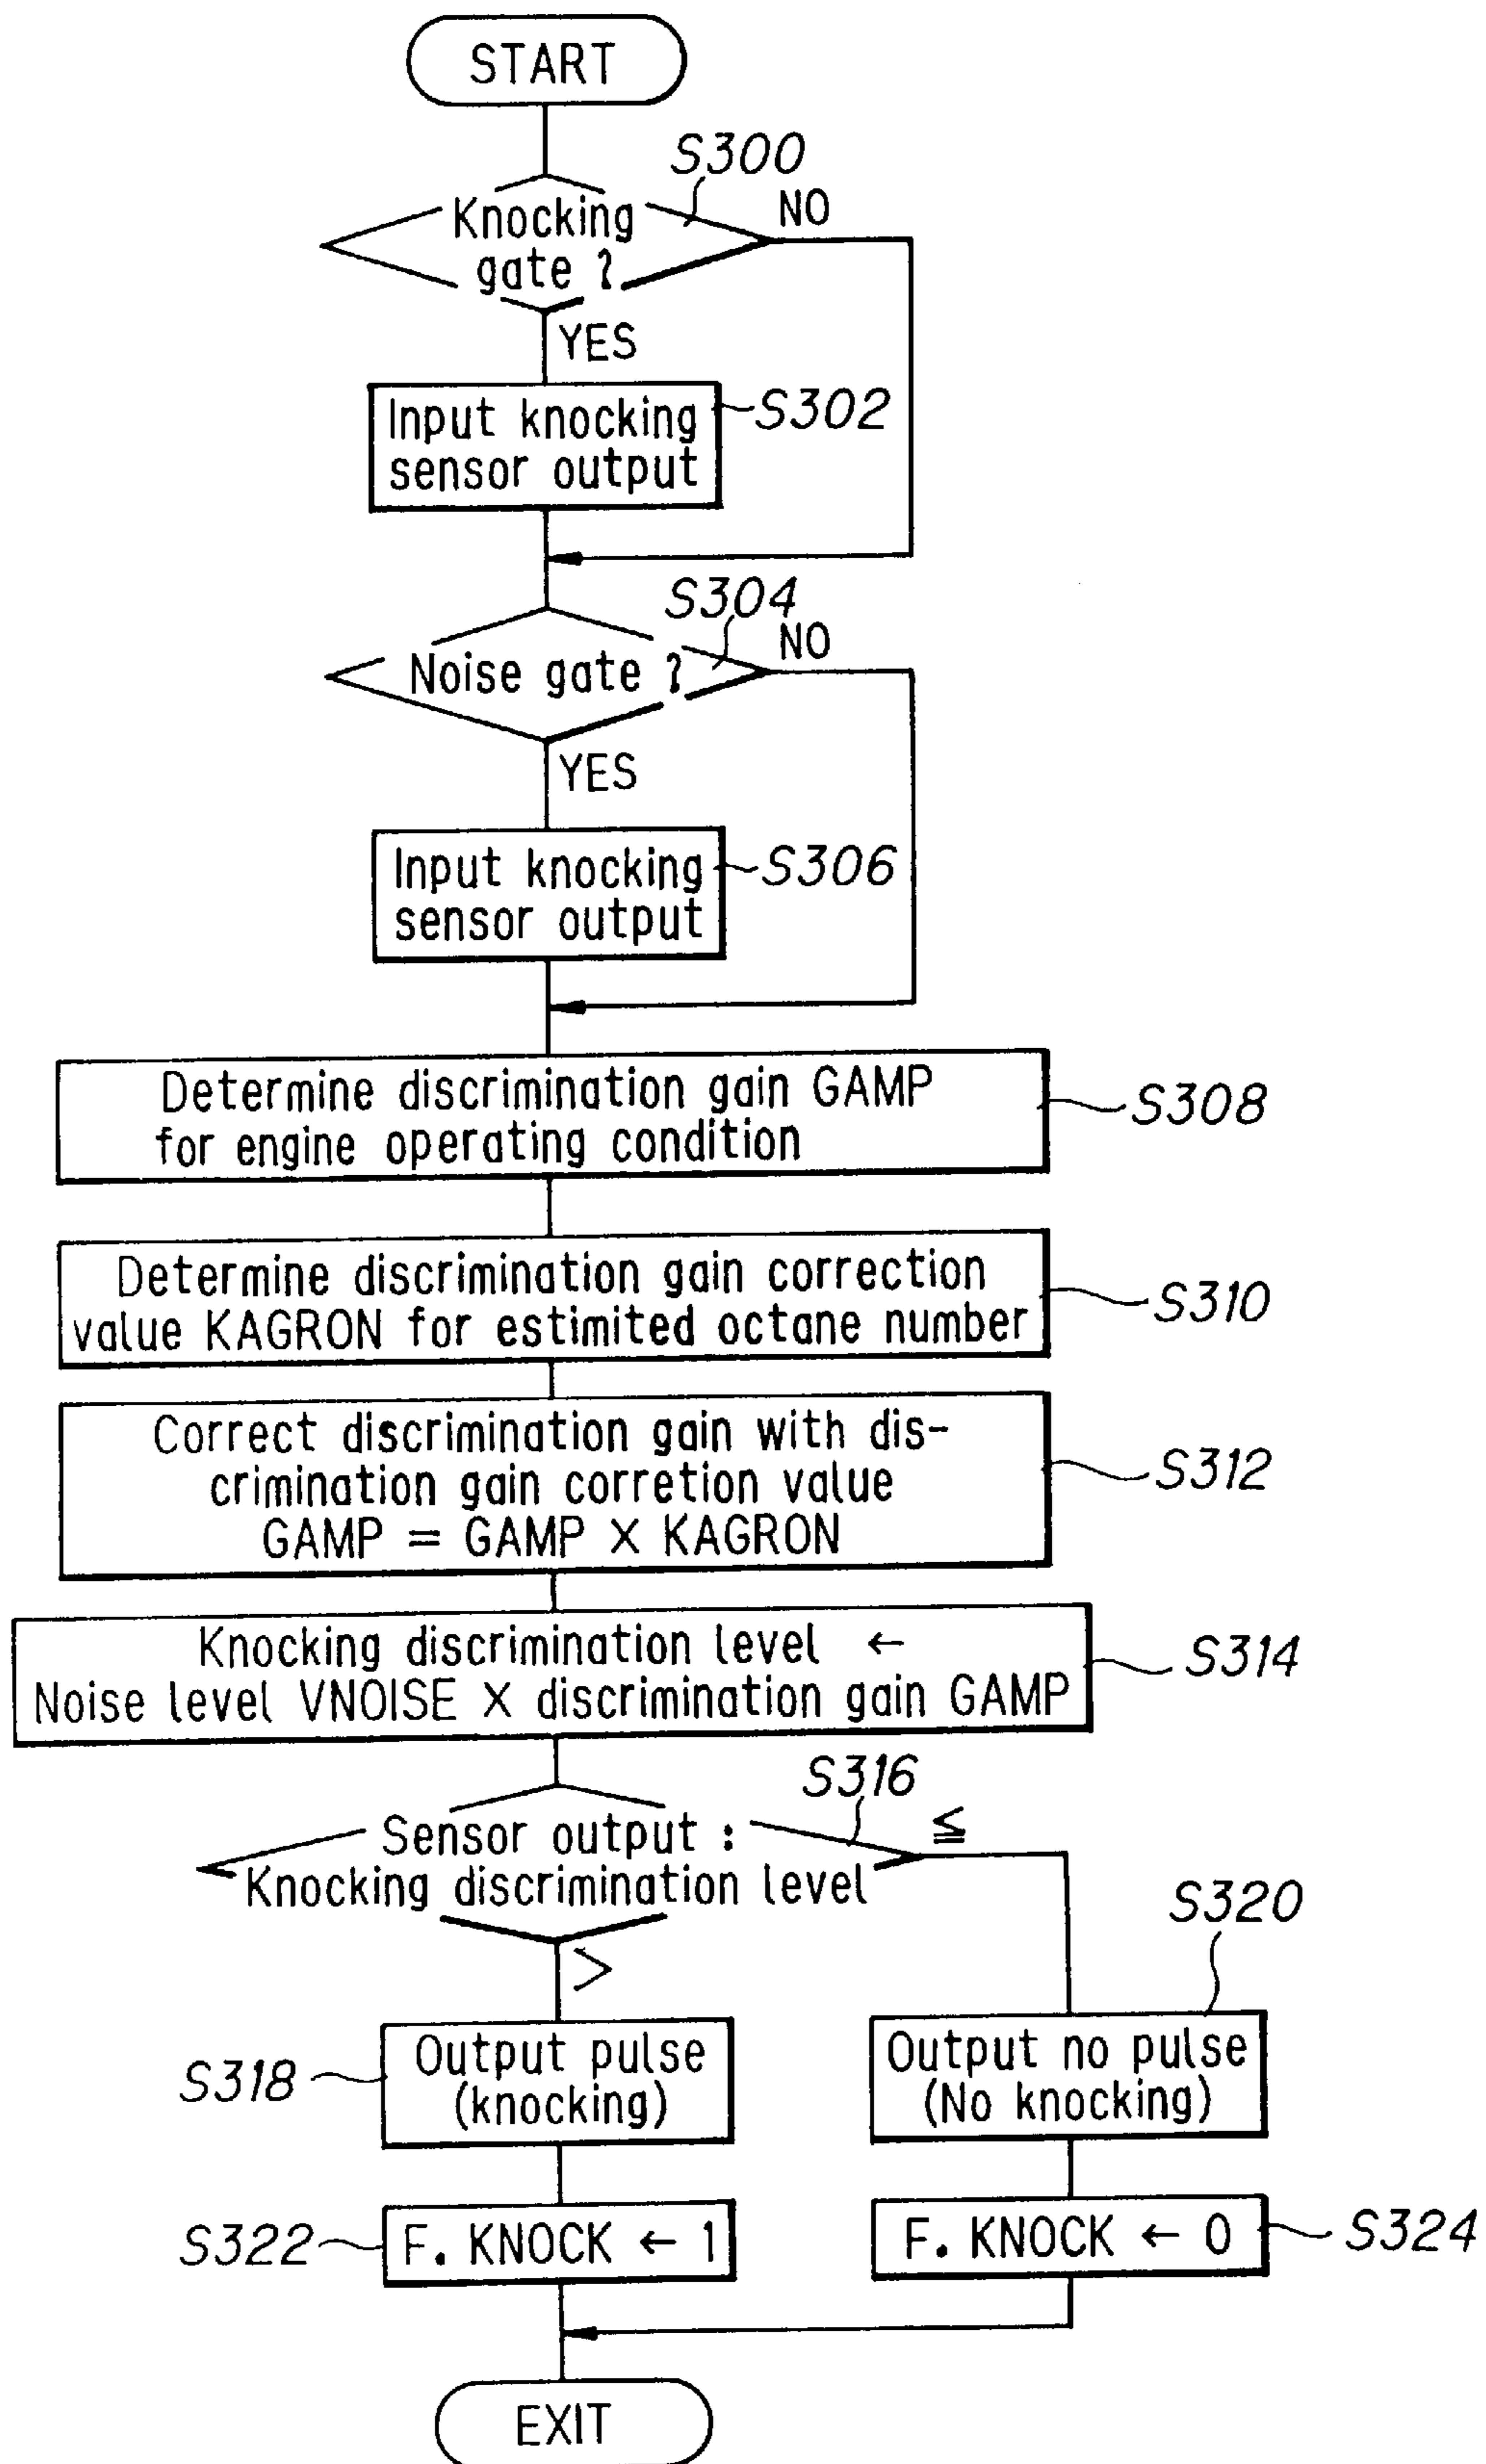 START
S300
Knocking
gate ?
NO
YES
Input knocking
sensor output
S302
S304
Noise gate ?
NO
YES
Input knocking
sensor output
S306
Determine discrimination gain GAMP
for engine operating condition
S308
Determine discrimination gain correction
value KAGRON for estimited octane number
S310
Correct discrimination gain with dis-
crimination gain corretion value
GAMP = GAMP X KAGRON
S312
Knocking discrimination level ←
Noise level VNOISE X discrimination gain GAMP
S314
S316
Sensor output :
Knocking discrimination level
≦
>
S320
S318
Output pulse
(knocking)
Output no pulse
(No knocking)
S322
F. KNOCK ← 1
F. KNOCK ← 0
S324
EXIT